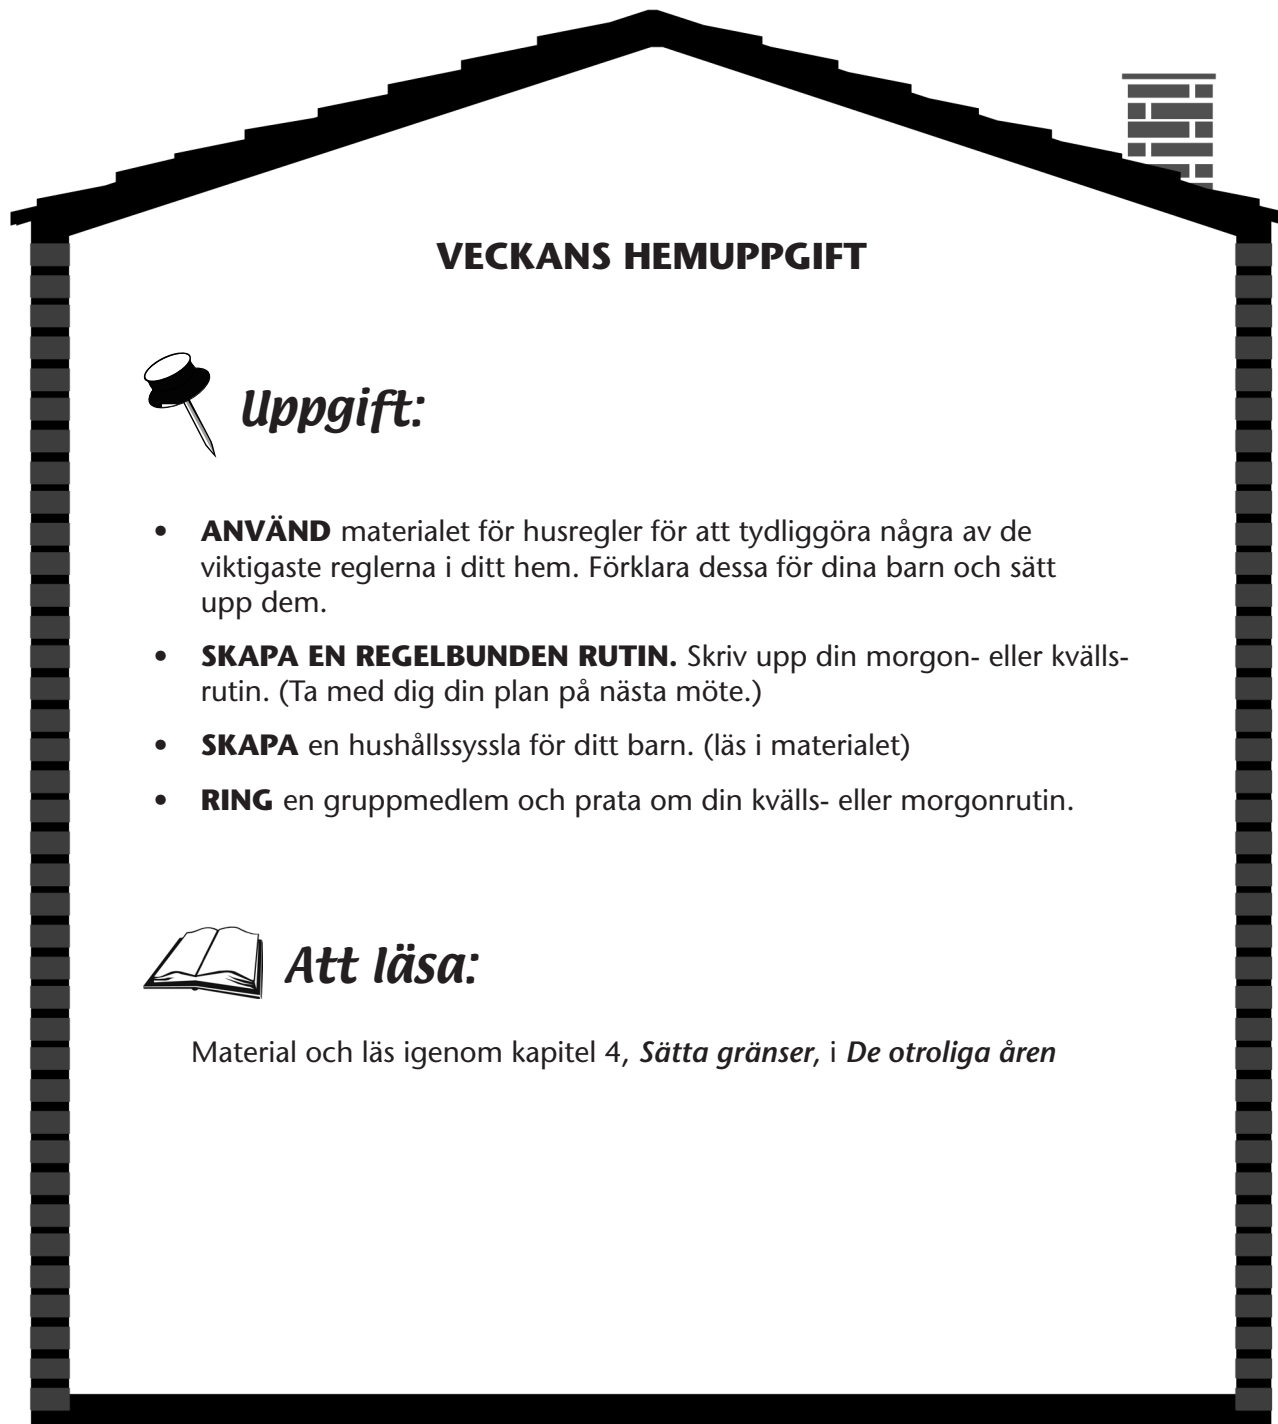 VECKANS HEMUPPGIFT
Uppgift:
• ANVÄND materialet för husregler för att tydliggöra några av de
viktigaste reglerna i ditt hem. Förklara dessa för dina barn och sätt
upp dem.
• SKAPA EN REGELBUNDEN RUTIN. Skriv upp din morgon- eller kvälls-
rutin. (Ta med dig din plan på nästa möte.)
• SKAPA en hushållssyssla för ditt barn. (läs i materialet)
• RING en gruppmedlem och prata om din kvälls- eller morgonrutin.
Att läsa:
Material och läs igenom kapitel 4, Sätta gränser, i De otroliga åren